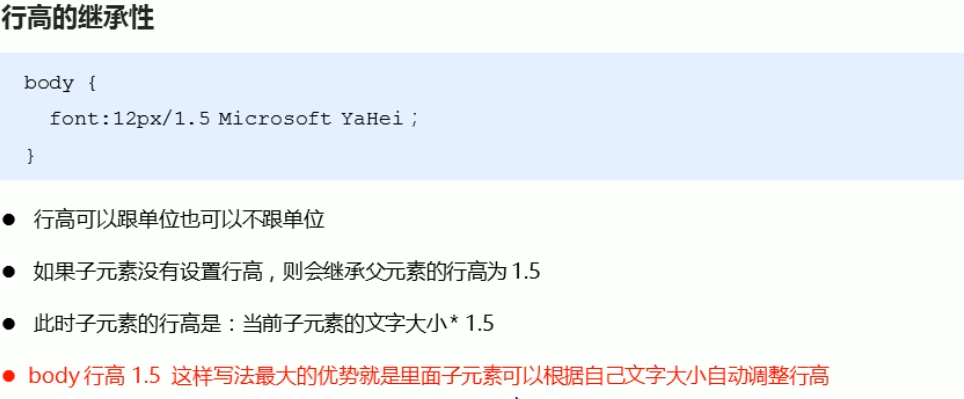 行高的继承性
body {
font:12px/1.5 Microsoft YaHei；
}
● 行高可以跟单位也可以不跟单位
● 如果子元素没有设置行高，则会继承父元素的行高为 1.5
● 此时子元素的行高是：当前子元素的文字大小 * 1.5
● body 行高 1.5 这样写法最大的优势就是里面子元素可以根据自己文字大小自动调整行高